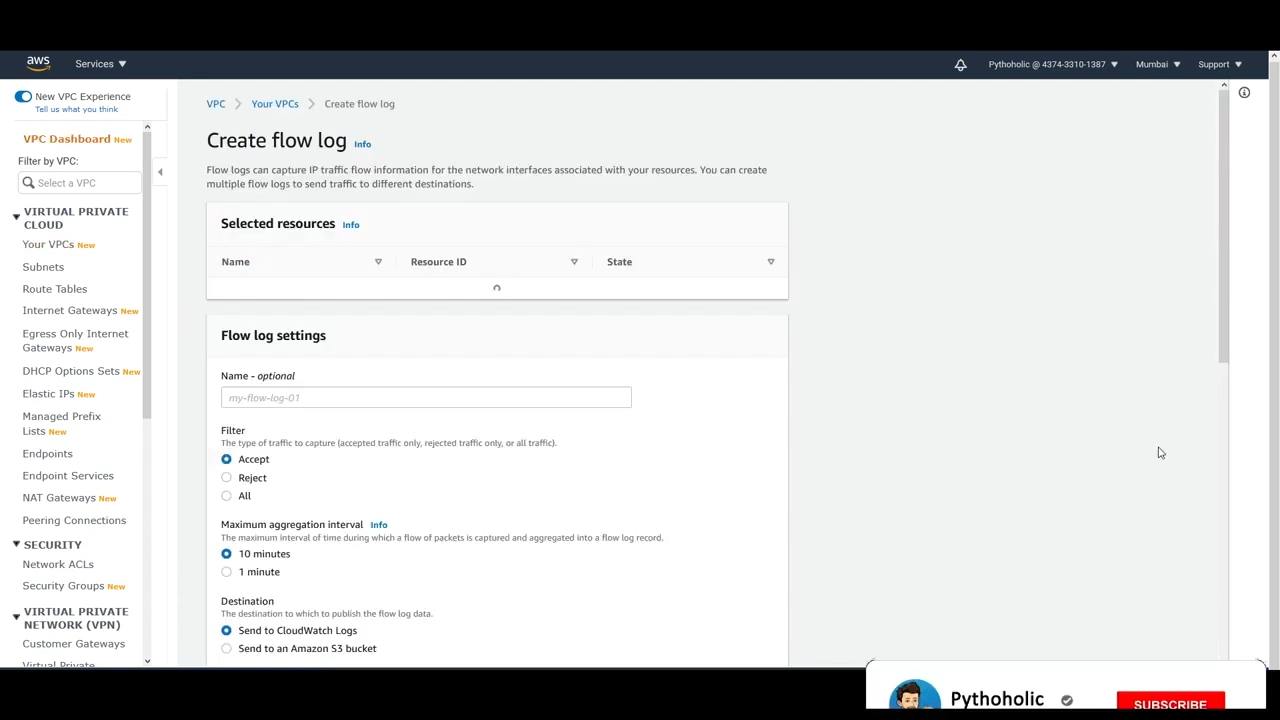 aws
Services
Pythoholic @ 4374-3310-1387
Mumbai
Support
New VPC Experience
Tell us what you think
VPC Dashboard New
Filter by VPC:
Select a VPC
VIRTUAL PRIVATE
CLOUD
Your VPCs New
Subnets
Route Tables
Internet Gateways New
Egress Only Internet
Gateways New
DHCP Options Sets New
Elastic IPs New
Managed Prefix
Lists New
Endpoints
Endpoint Services
NAT Gateways New
Peering Connections
SECURITY
Network ACLs
Security Groups New
VIRTUAL PRIVATE
NETWORK (VPN)
Customer Gateways
Virtual Private
VPC
Your VPCs
Create flow log
Create flow log Info
Flow logs can capture IP traffic flow information for the network interfaces associated with your resources. You can create
multiple flow logs to send traffic to different destinations.
Selected resources Info
Name
Resource ID
State
Flow log settings
Name - optional
my-flow-log-01
Filter
The type of traffic to capture (accepted traffic only, rejected traffic only, or all traffic).
Accept
Reject
All
Maximum aggregation interval Info
The maximum interval of time during which a flow of packets is captured and aggregated into a flow log record.
10 minutes
1 minute
Destination
The destination to which to publish the flow log data.
Send to CloudWatch Logs
Send to an Amazon S3 bucket
Pythoholic
SUBSCRIBE